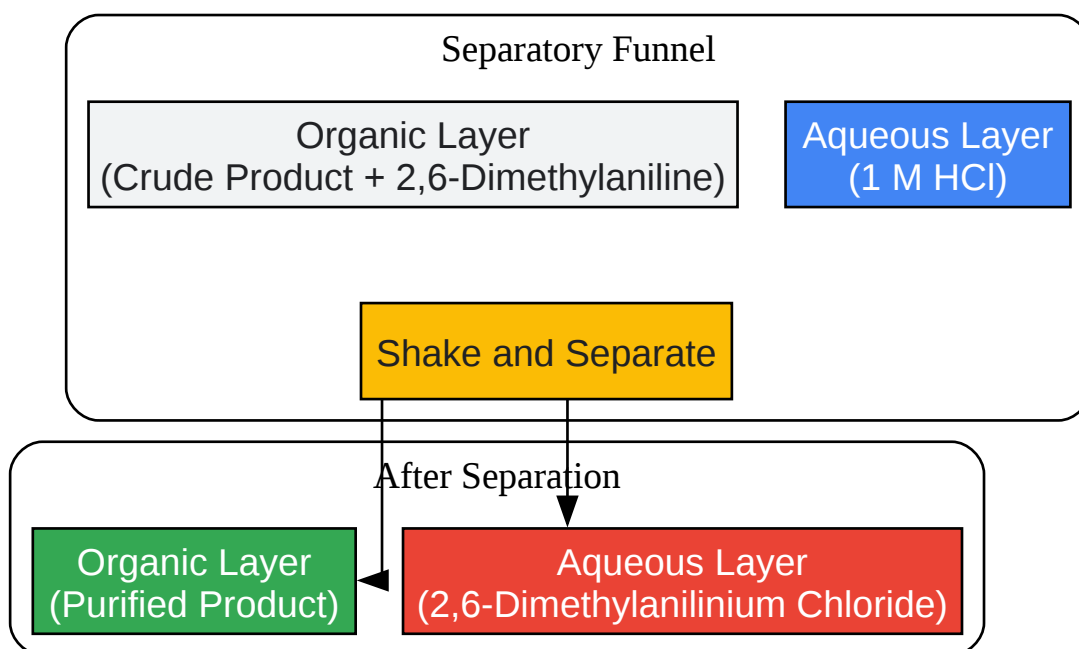 Separatory Funnel
Organic Layer
(Crude Product + 2,6-Dimethylaniline)
Aqueous Layer
(1 M HCl)
Shake and Separate
After Separation
Organic Layer
(Purified Product)
Aqueous Layer
(2,6-Dimethylanilinium Chloride)